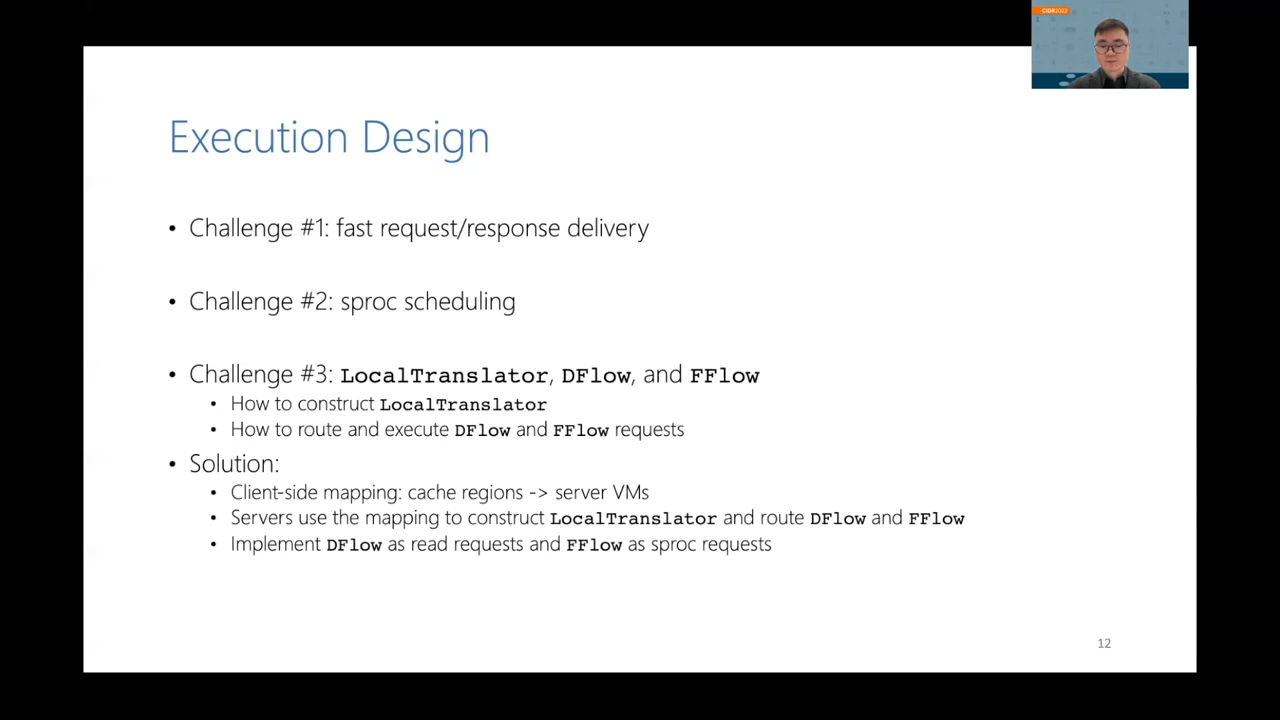 CIDR2022
Execution Design
• Challenge #1: fast request/response delivery
• Challenge #2: sproc scheduling
• Challenge #3: LocalTranslator, DFlow, and FFlow
• How to construct LocalTranslator
• How to route and execute DFlow and FFlow requests
• Solution:
• Client-side mapping: cache regions -> server VMs
• Servers use the mapping to construct LocalTranslator and route DFlow and FFlow
• Implement DFlow as read requests and FFlow as sproc requests
12